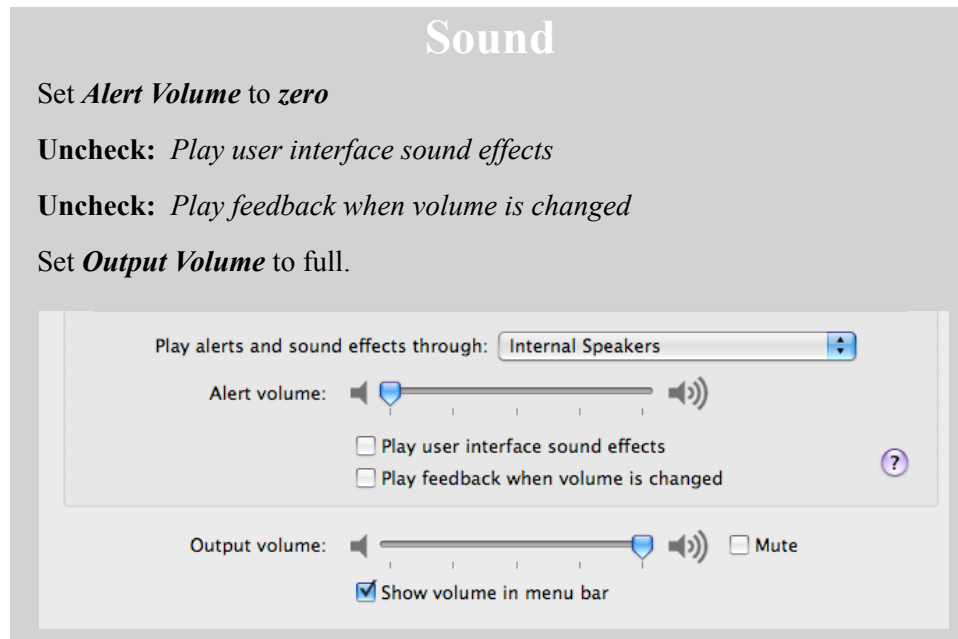 Sound
Set Alert Volume to zero
Uncheck: Play user interface sound effects
Uncheck: Play feedback when volume is changed
Set Output Volume to full.
Play alerts and sound effects through: Internal Speakers
Alert volume:
Play user interface sound effects
?
Play feedback when volume is changed
Output volume: Mute
Show volume in menu bar